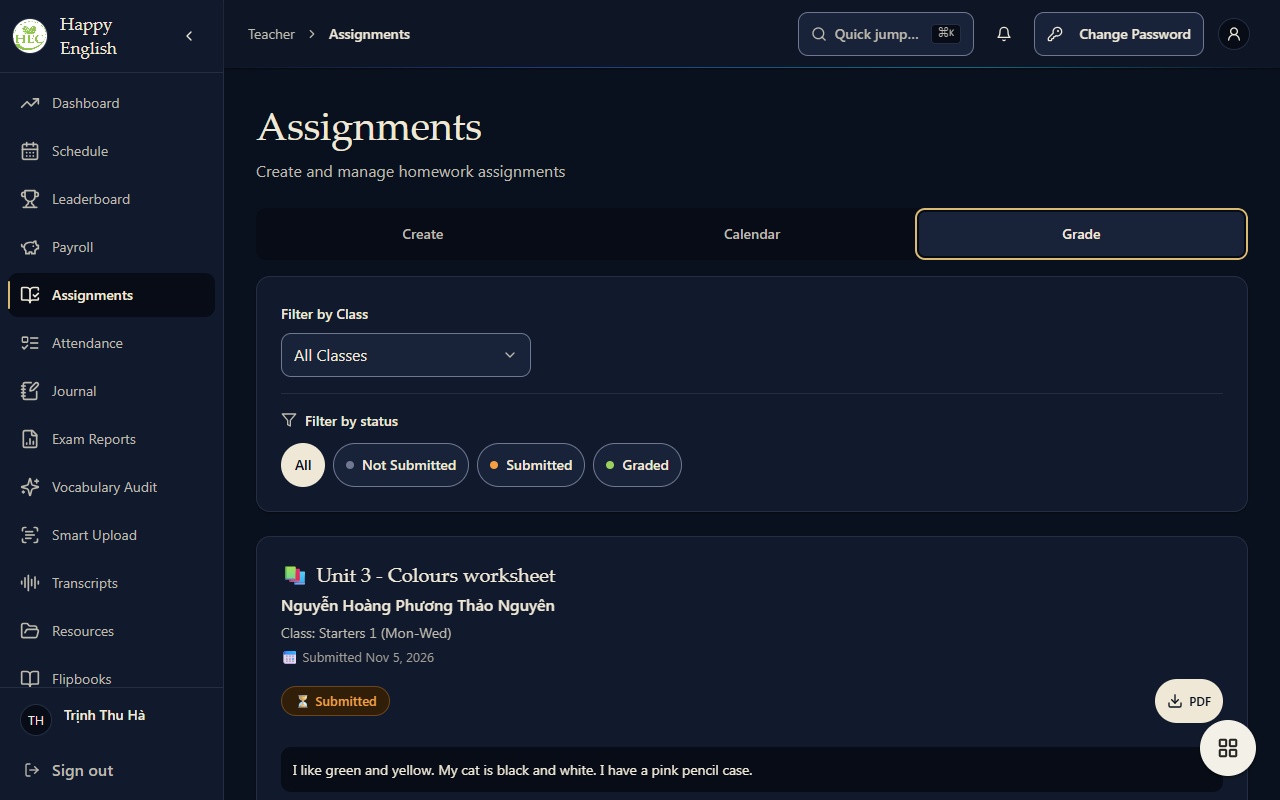 HEC
Happy
English
Teacher
Assignments
Quick jump...
⌘K
Change Password
Dashboard
Schedule
Leaderboard
Payroll
Assignments
Attendance
Journal
Exam Reports
Vocabulary Audit
Smart Upload
Transcripts
Resources
Flipbooks
TH
Trịnh Thu Hà
Sign out
Assignments
Create and manage homework assignments
Create
Calendar
Grade
Filter by Class
All Classes
Filter by status
All
Not Submitted
Submitted
Graded
Unit 3 - Colours worksheet
Nguyễn Hoàng Phương Thảo Nguyên
Class: Starters 1 (Mon-Wed)
Submitted Nov 5, 2026
Submitted
PDF
I like green and yellow. My cat is black and white. I have a pink pencil case.